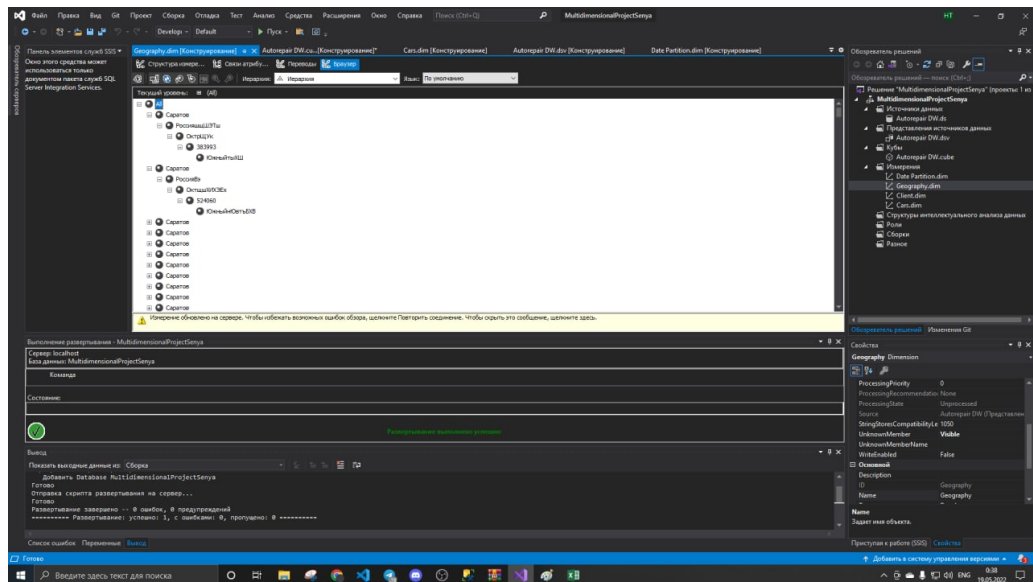 Файл Правка Вид Git Проект Сборка Отладка Тест Анализ Средства Расширения Окно Справка Поиск (Ctrl+Q) MultidimensionalProjectSenya НТ
Develop Default Пуск
Панель элементов служб SSIS
Окно этого средства может использоваться только документом пакета служб SQL Server Integration Services.
Обозреватель серверов
Geography.dim [Конструирование] Autorepair DW.cu...[Конструирование]* Cars.dim [Конструирование] Autorepair DW.dsv [Конструирование] Date Partition.dim [Конструирование]
Структура измере... Связи атрибу... Переводы Браузер
Иерархия: Иерархия Язык: По умолчанию
Текущий уровень: (All)
All
Саратов
383993
Саратов
524060
Саратов
Саратов
Саратов
Саратов
Саратов
Саратов
Саратов
Саратов
Саратов
Измерение обновлено на сервере. Чтобы избежать возможных ошибок обзора, щелкните Повторить соединение. Чтобы скрыть это сообщение, щелкните здесь.
Выполнение развертывания - MultidimensionalProjectSenya
Сервер: localhost
База данных: MultidimensionalProjectSenya
Команда
Состояние:
Развертывание выполнено успешно
Вывод
Показать выходные данные из: Сборка
Добавить Database MultidimensionalProjectSenya
Готово
Отправка скрипта развертывания на сервер...
Готово
Развертывание завершено -- 0 ошибок, 0 предупреждений
========== Развертывание: успешно: 1, с ошибками: 0, пропущено: 0 ==========
Список ошибок Переменные Вывод
Обозреватель решений
Обозреватель решений — поиск (Ctrl+;)
Решение "MultidimensionalProjectSenya" (проекты: 1 из
MultidimensionalProjectSenya
Источники данных
Autorepair DW.ds
Представления источников данных
Autorepair DW.dsv
Кубы
Autorepair DW.cube
Измерения
Date Partition.dim
Geography.dim
Client.dim
Cars.dim
Структуры интеллектуального анализа данных
Роли
Сборки
Разное
Обозреватель решений Изменения Git
Свойства
Geography Dimension
ProcessingPriority 0
ProcessingRecommendatio None
ProcessingState Unprocessed
Source Autorepair DW (Представлен
StringStoresCompatibilityLe 1050
UnknownMember Visible
UnknownMemberName
WriteEnabled False
Основной
Description
ID Geography
Name Geography
Name
Задает имя объекта.
Приступая к работе (SSIS) Свойства
Готово
Добавить в систему управления версиями
Введите здесь текст для поиска
ENG 0:38
19.05.2022